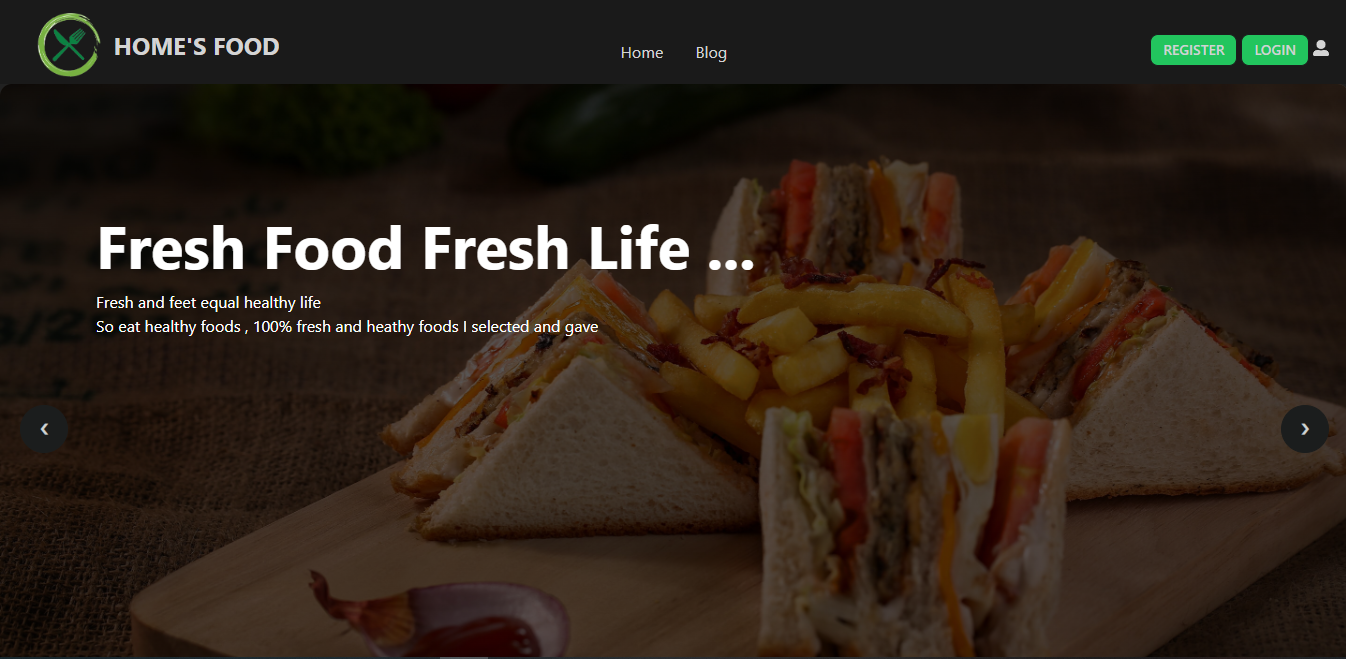 HOME'S FOOD
Home
Blog
REGISTER
LOGIN
Fresh Food Fresh Life ...
Fresh and feet equal healthy life
So eat healthy foods , 100% fresh and heathy foods I selected and gave